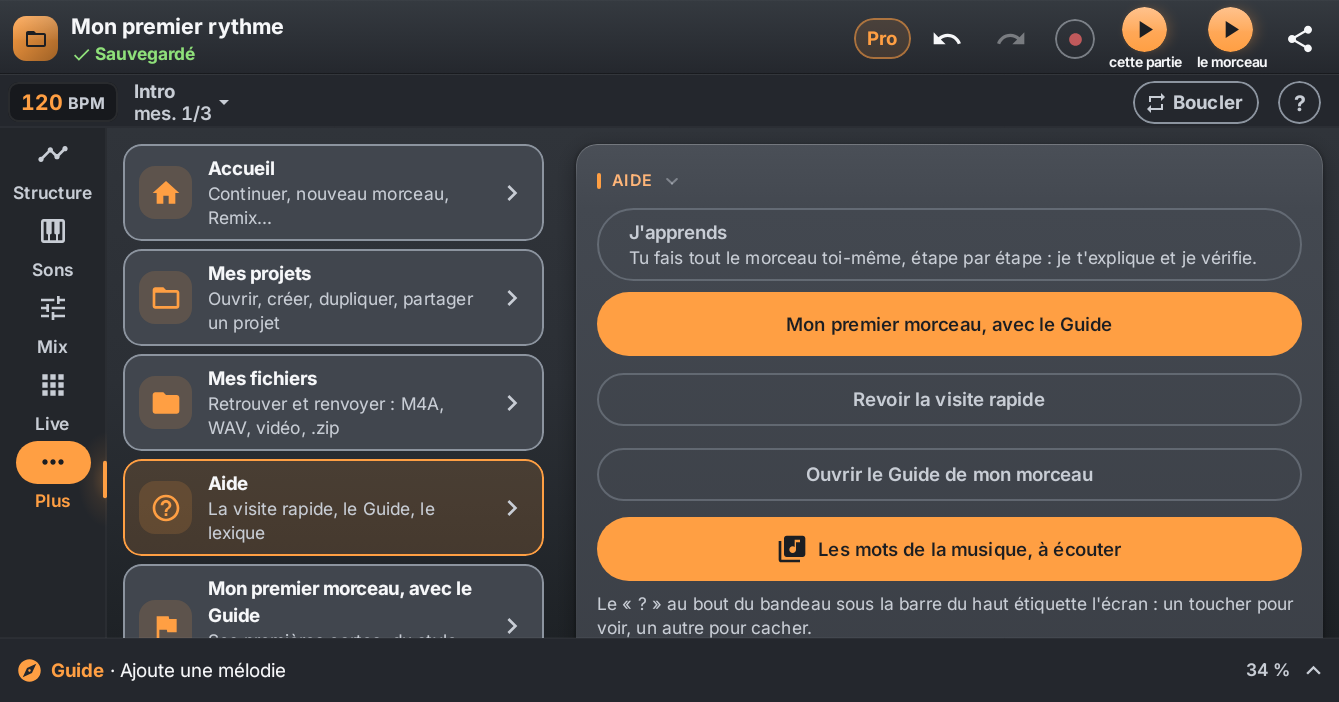 Mon premier rythme
Sauvegardé
Pro
cette partie
le morceau
120 BPM
Intro
mes. 1/3
Boucler
?
Structure
Sons
Mix
Live
Plus
Accueil
Continuer, nouveau morceau,
Remix...
Mes projets
Ouvrir, créer, dupliquer, partager
un projet
Mes fichiers
Retrouver et renvoyer : M4A,
WAV, vidéo, .zip
Aide
La visite rapide, le Guide, le
lexique
Mon premier morceau, avec le
Guide
AIDE
J'apprends
Tu fais tout le morceau toi-même, étape par étape : je t'explique et je vérifie.
Mon premier morceau, avec le Guide
Revoir la visite rapide
Ouvrir le Guide de mon morceau
Les mots de la musique, à écouter
Le « ? » au bout du bandeau sous la barre du haut étiquette l'écran : un toucher pour
voir, un autre pour cacher.
Guide · Ajoute une mélodie
34 %